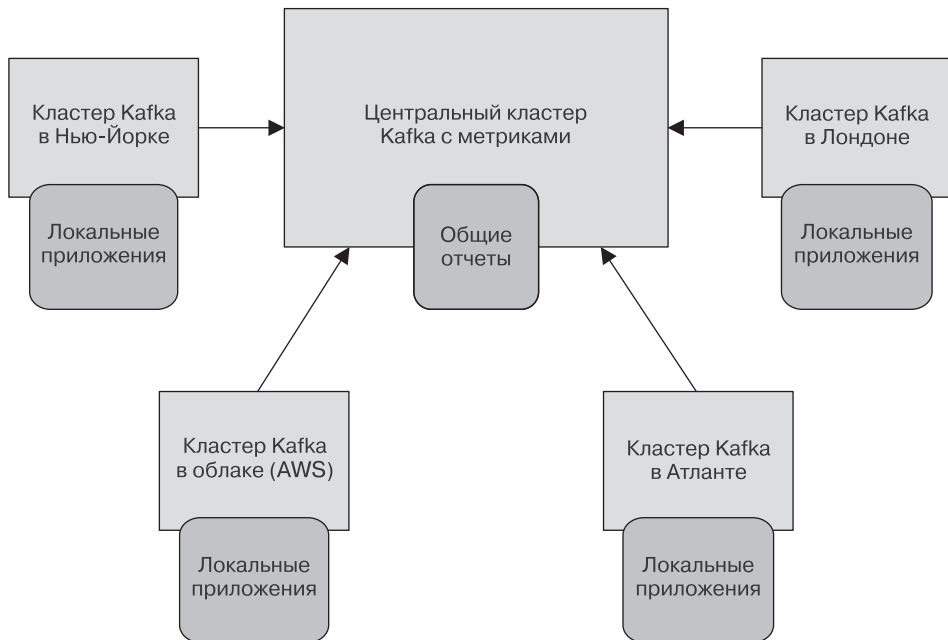 Кластер Kafka
в Нью-Йорке
Локальные
приложения
Центральный кластер
Kafka с метриками
Общие
отчеты
Кластер Kafka
в Лондоне
Локальные
приложения
Кластер Kafka
в облаке (AWS)
Локальные
приложения
Кластер Kafka
в Атланте
Локальные
приложения